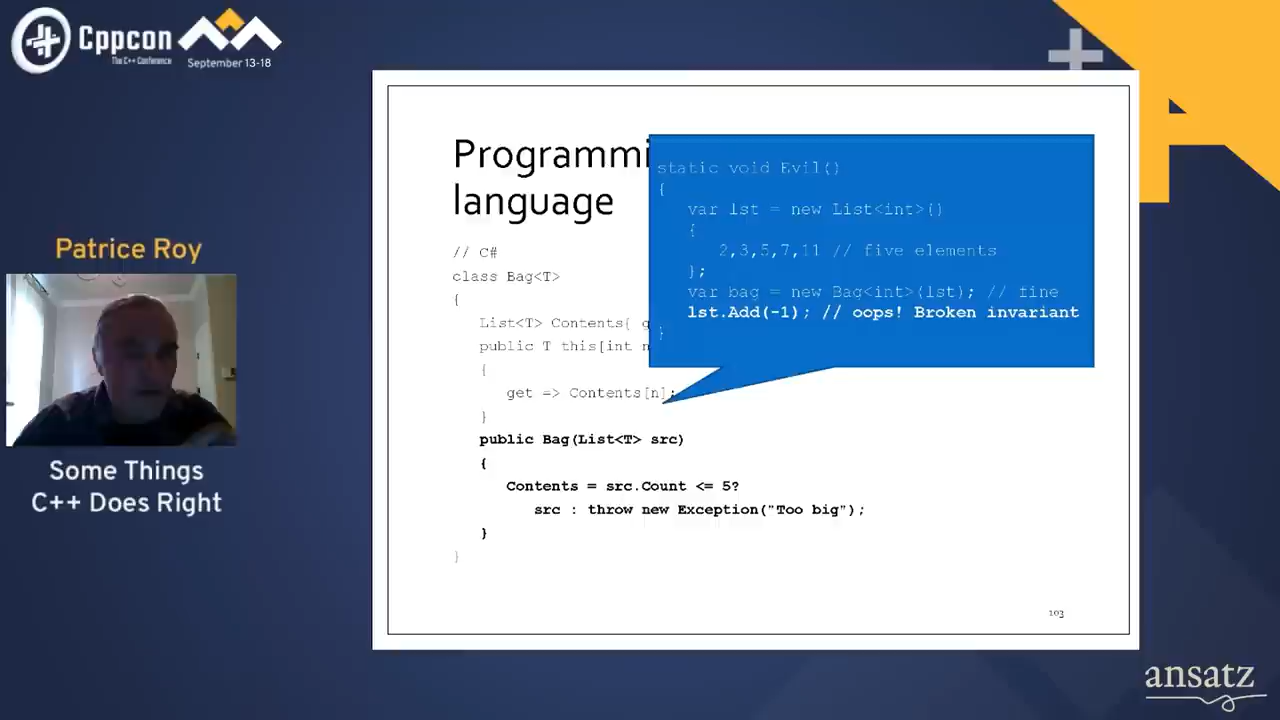 Cppcon
The C++ Conference
September 13-18
Patrice Roy
Some Things
C++ Does Right
Programmi
language
// C#
class Bag<T>
{
List<T> Contents{ g
public T this[int n
{
get => Contents[n];
}
public Bag(List<T> src)
{
Contents = src.Count <= 5?
src : throw new Exception("Too big");
}
}
static void Evil()
{
var lst = new List<int>()
{
2,3,5,7,11 // five elements
};
var bag = new Bag<int>(lst); // fine
lst.Add(-1); // oops! Broken invariant
}
103
ansatz